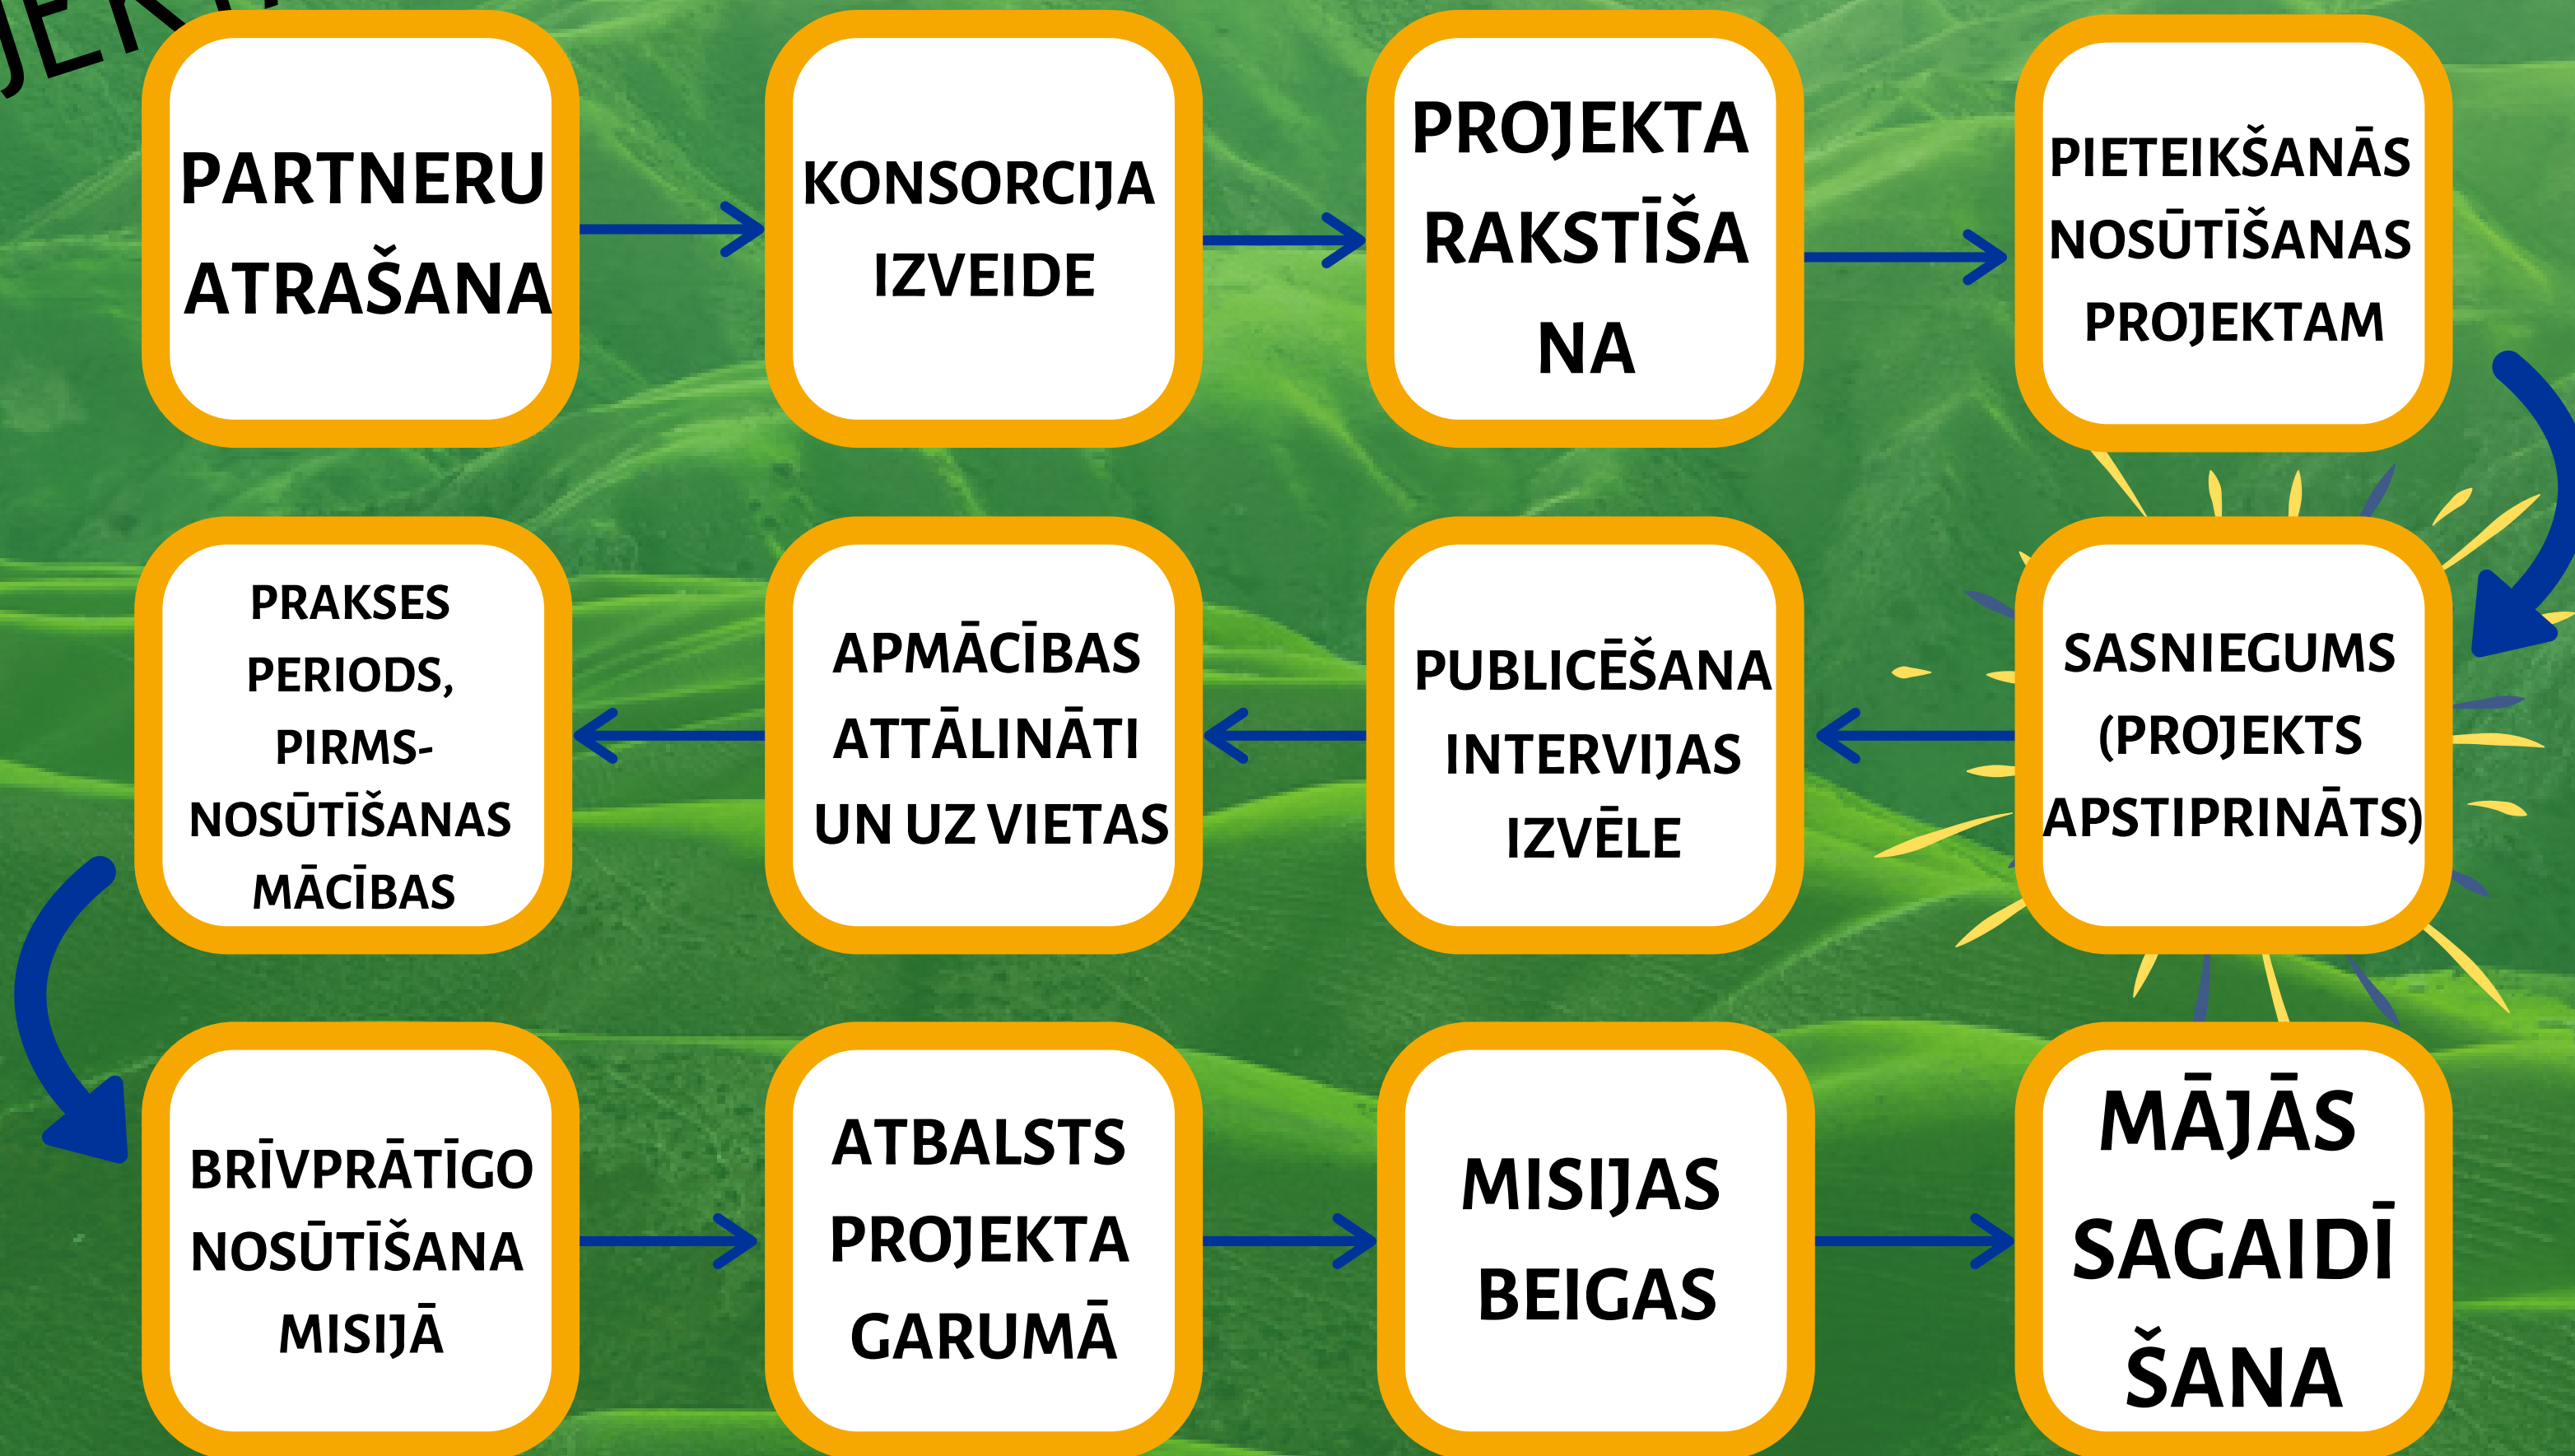 PARTNERU
ATRAŠANA
KONSORCIJA
IZVEIDE
PROJEKTA
RAKSTĪŠA
NA
PIETEIKŠANĀS
NOSŪTĪŠANAS
PROJEKTAM
SASNIEGUMS
(PROJEKTS
APSTIPRINĀTS)
PUBLICĒŠANA
INTERVIJAS
IZVĒLE
APMĀCĪBAS
ATTĀLINĀTI
UN UZ VIETAS
PRAKSES
PERIODS,
PIRMS-
NOSŪTĪŠANAS
MĀCĪBAS
BRĪVPRĀTĪGO
NOSŪTĪŠANA
MISIJĀ
ATBALSTS
PROJEKTA
GARUMĀ
MISIJAS
BEIGAS
MĀJĀS
SAGAIDĪ
ŠANA